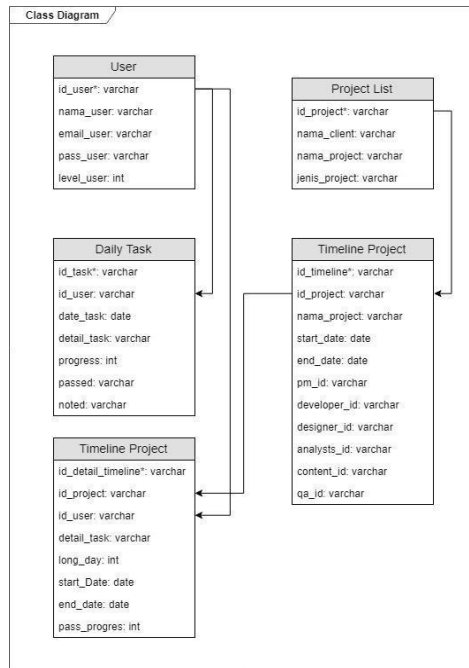 Class Diagram
User
id_user*: varchar
nama_user: varchar
email_user: varchar
pass_user: varchar
level_user: int
Project List
id_project*: varchar
nama_client: varchar
nama_project: varchar
jenis_project: varchar
Daily Task
id_task*: varchar
id_user: varchar
date_task: date
detail_task: varchar
progress: int
passed: varchar
noted: varchar
Timeline Project
id_timeline*: varchar
id_project: varchar
nama_project: varchar
start_date: date
end_date: date
pm_id: varchar
developer_id: varchar
designer_id: varchar
analysts_id: varchar
content_id: varchar
qa_id: varchar
Timeline Project
id_detail_timeline*: varchar
id_project: varchar
id_user: varchar
detail_task: varchar
long_day: int
start_Date: date
end_date: date
pass_progres: int